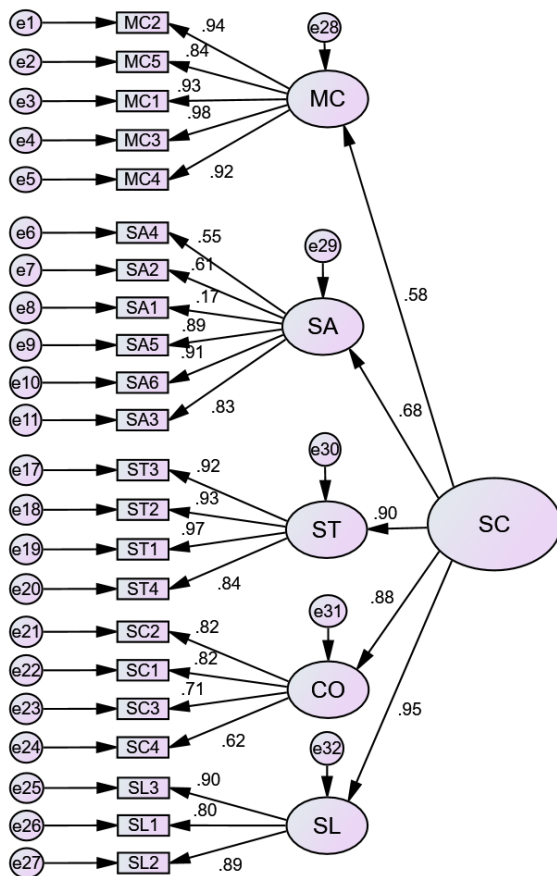 e1 MC2 .94 e28
e2 MC5 .84
e3 MC1 .93 MC
e4 MC3 .98
e5 MC4 .92
.58
e6 SA4 .55 e29
e7 SA2 .61
e8 SA1 .17 SA
e9 SA5 .89
e10 SA6 .91
e11 SA3 .83
.68
e17 ST3 .92 e30
e18 ST2 .93
e19 ST1 .97 ST .90 SC
e20 ST4 .84
.88
e21 SC2 .82 e31
e22 SC1 .82
e23 SC3 .71 CO
e24 SC4 .62
.95
e25 SL3 .90 e32
e26 SL1 .80 SL
e27 SL2 .89